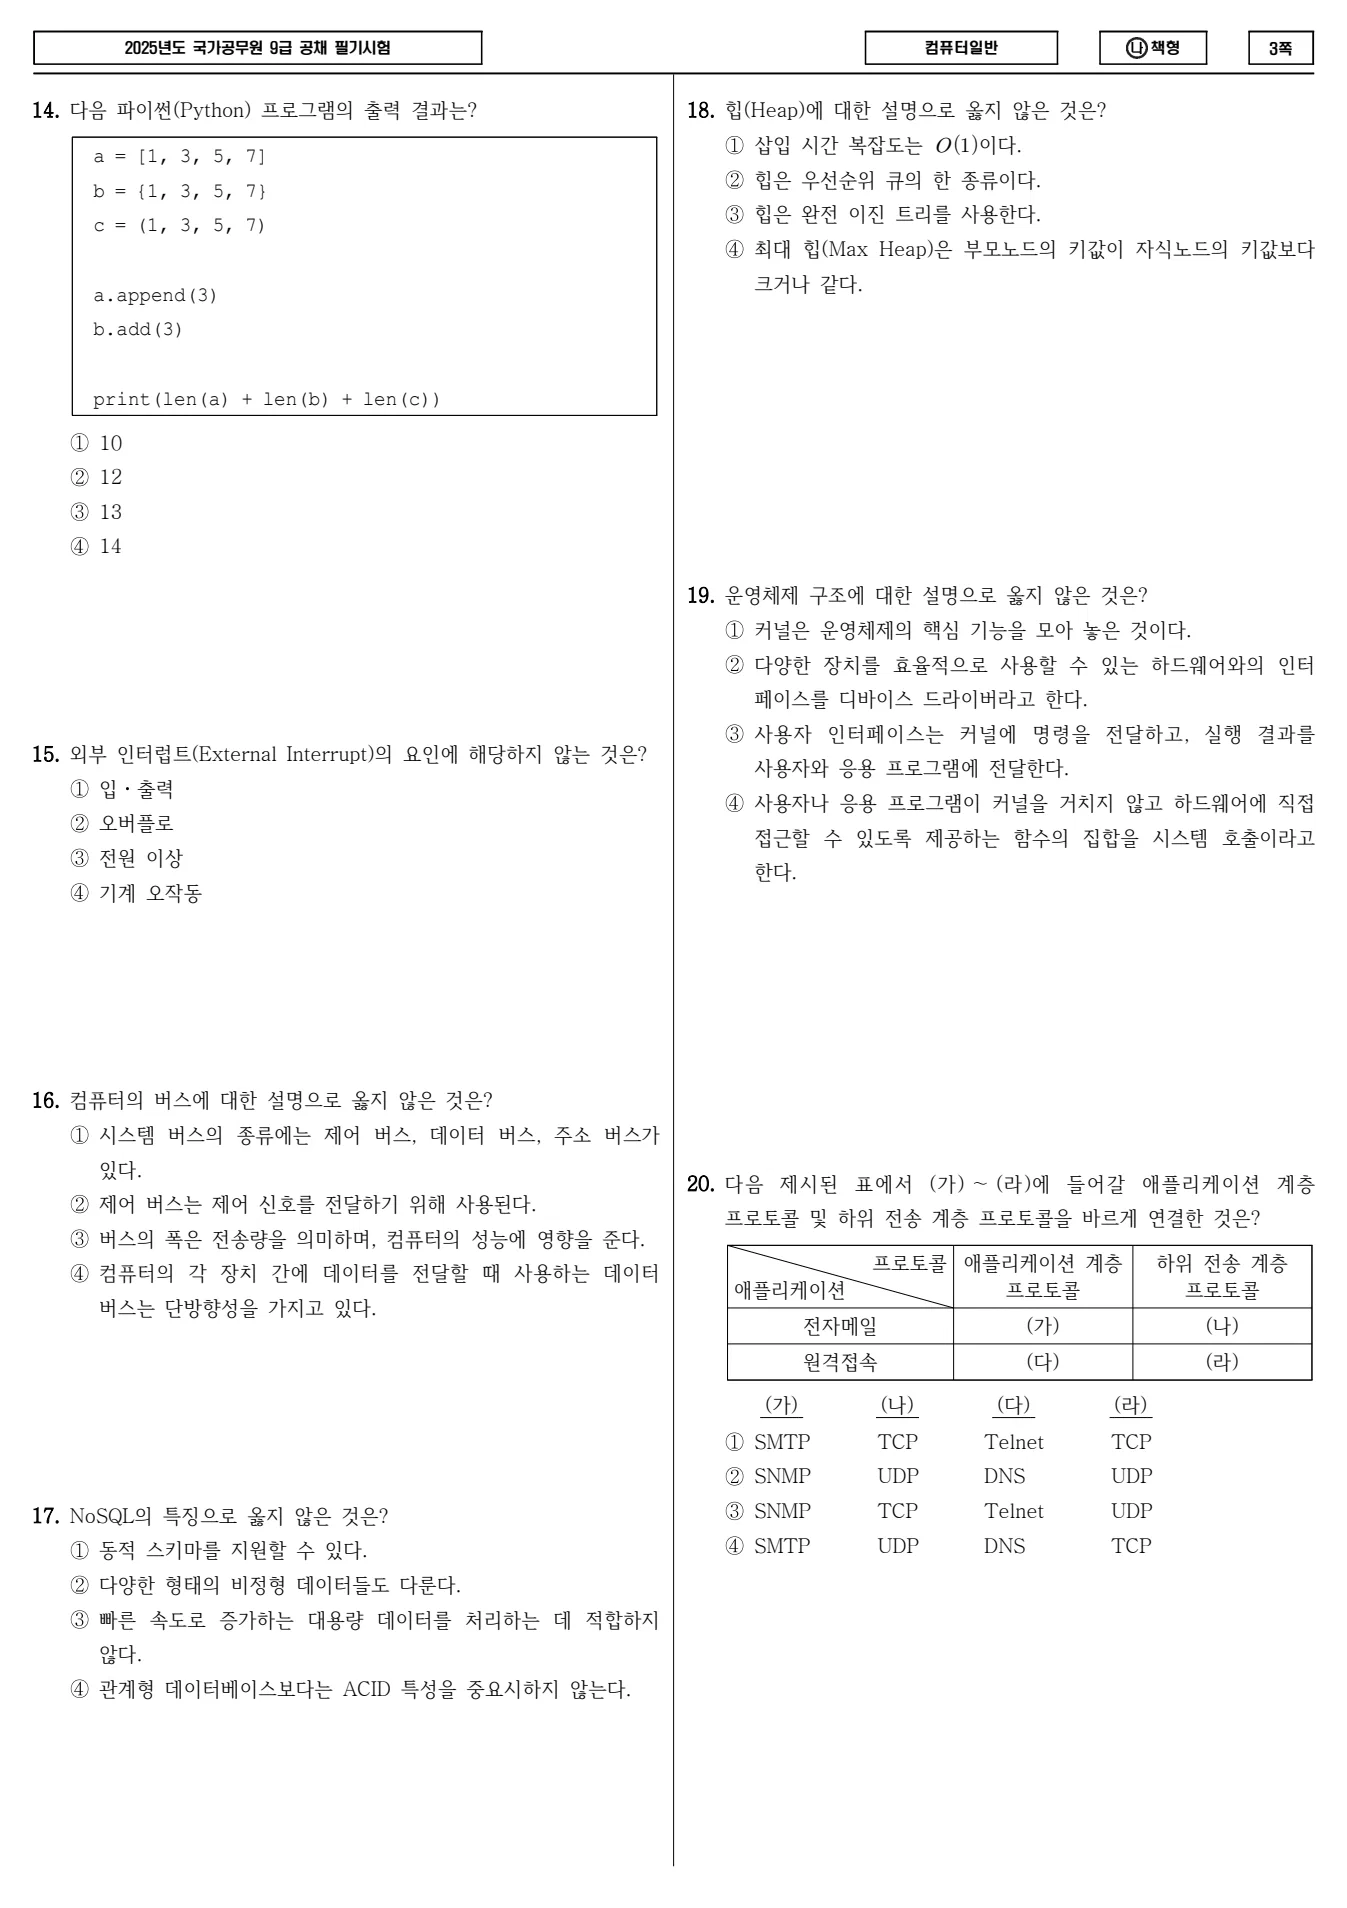 2025년도 국가공무원 9급 공채 필기시험
컴퓨터일반
㉯책형
3쪽
14. 다음 파이썬(Python) 프로그램의 출력 결과는?
a = [1, 3, 5, 7]
b = {1, 3, 5, 7}
c = (1, 3, 5, 7)
a.append(3)
b.add(3)
print(len(a) + len(b) + len(c))
① 10
② 12
③ 13
④ 14
15. 외부 인터럽트(External Interrupt)의 요인에 해당하지 않는 것은?
① 입・출력
② 오버플로
③ 전원 이상
④ 기계 오작동
16. 컴퓨터의 버스에 대한 설명으로 옳지 않은 것은?
① 시스템 버스의 종류에는 제어 버스, 데이터 버스, 주소 버스가
있다.
② 제어 버스는 제어 신호를 전달하기 위해 사용된다.
③ 버스의 폭은 전송량을 의미하며, 컴퓨터의 성능에 영향을 준다.
④ 컴퓨터의 각 장치 간에 데이터를 전달할 때 사용하는 데이터
버스는 단방향성을 가지고 있다.
17. NoSQL의 특징으로 옳지 않은 것은?
① 동적 스키마를 지원할 수 있다.
② 다양한 형태의 비정형 데이터들도 다룬다.
③ 빠른 속도로 증가하는 대용량 데이터를 처리하는 데 적합하지
않다.
④ 관계형 데이터베이스보다는 ACID 특성을 중요시하지 않는다.
18. 힙(Heap)에 대한 설명으로 옳지 않은 것은?
① 삽입 시간 복잡도는 O(1)이다.
② 힙은 우선순위 큐의 한 종류이다.
③ 힙은 완전 이진 트리를 사용한다.
④ 최대 힙(Max Heap)은 부모노드의 키값이 자식노드의 키값보다
크거나 같다.
19. 운영체제 구조에 대한 설명으로 옳지 않은 것은?
① 커널은 운영체제의 핵심 기능을 모아 놓은 것이다.
② 다양한 장치를 효율적으로 사용할 수 있는 하드웨어와의 인터
페이스를 디바이스 드라이버라고 한다.
③ 사용자 인터페이스는 커널에 명령을 전달하고, 실행 결과를
사용자와 응용 프로그램에 전달한다.
④ 사용자나 응용 프로그램이 커널을 거치지 않고 하드웨어에 직접
접근할 수 있도록 제공하는 함수의 집합을 시스템 호출이라고
한다.
20. 다음 제시된 표에서 (가) ~ (라)에 들어갈 애플리케이션 계층
프로토콜 및 하위 전송 계층 프로토콜을 바르게 연결한 것은?
프로토콜 애플리케이션 계층 하위 전송 계층
애플리케이션 프로토콜 프로토콜
전자메일 (가) (나)
원격접속 (다) (라)
(가) (나) (다) (라)
① SMTP TCP Telnet TCP
② SNMP UDP DNS UDP
③ SNMP TCP Telnet UDP
④ SMTP UDP DNS TCP